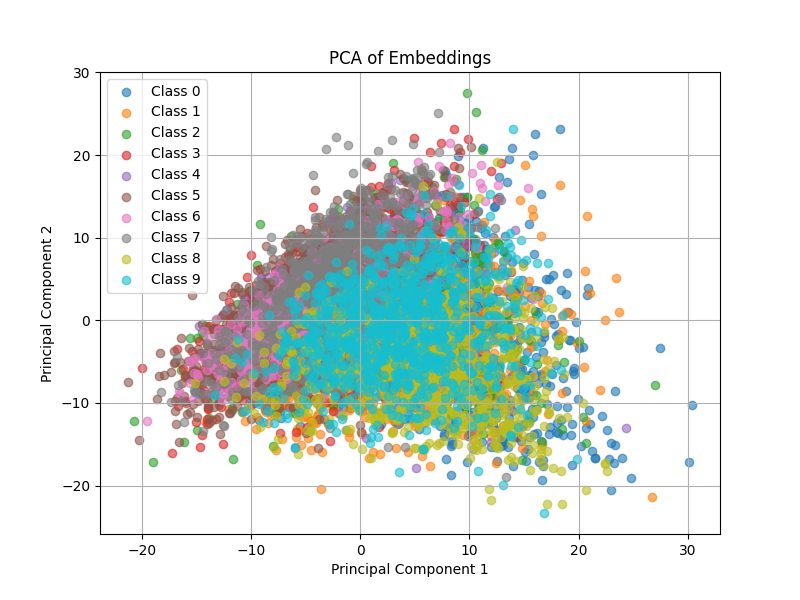 PCA of Embeddings
30
20
10
0
−10
−20
Principal Component 2
Class 0
Class 1
Class 2
Class 3
Class 4
Class 5
Class 6
Class 7
Class 8
Class 9
−20
−10
0
10
20
30
Principal Component 1